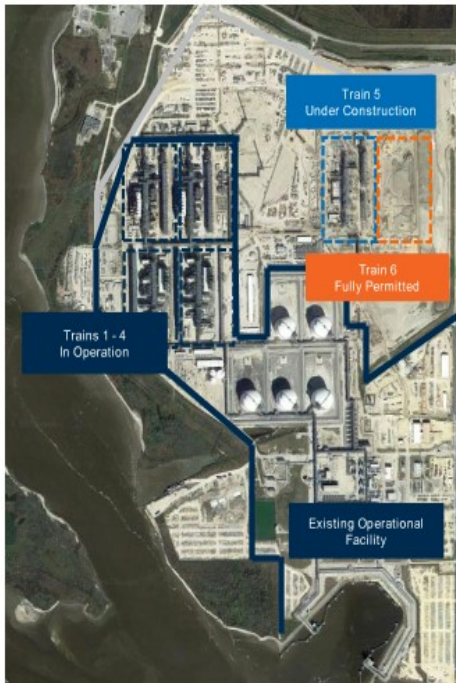 Train 5
Under Construction
Train 6
Fully Permitted
Trains 1 - 4
In Operation
Existing Operational
Facility